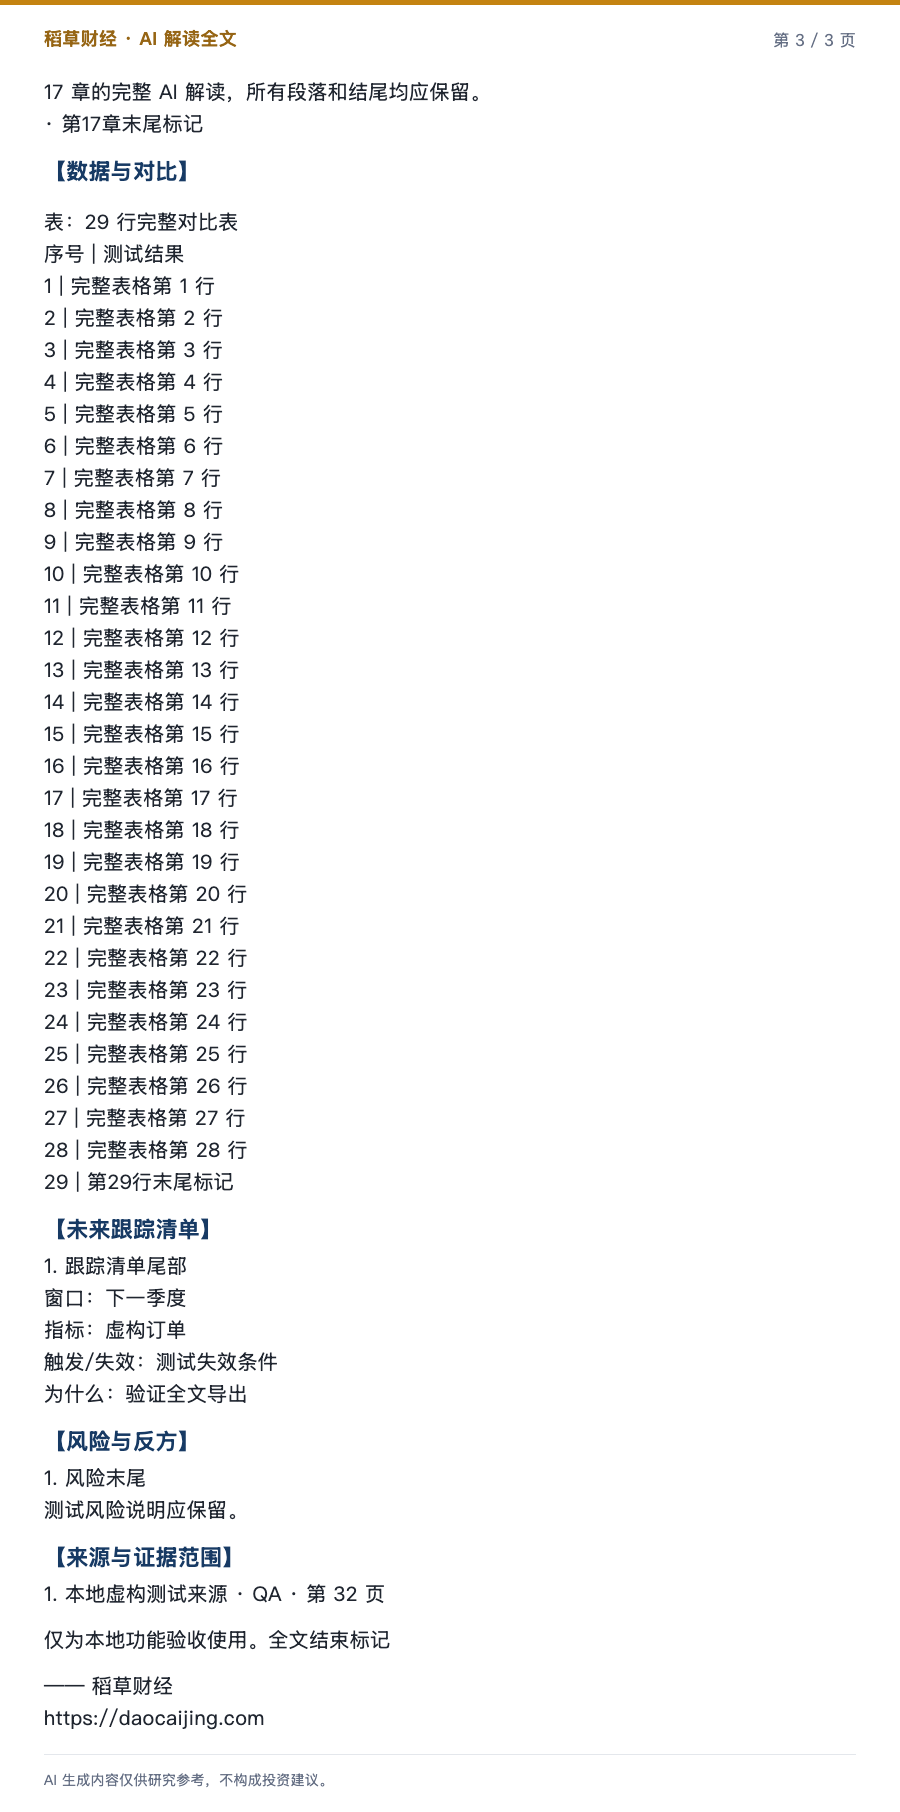 稻草财经 · AI 解读全文
第 3 / 3 页
17 章的完整 AI 解读，所有段落和结尾均应保留。
· 第17章末尾标记
【数据与对比】
表：29 行完整对比表
序号 | 测试结果
1 | 完整表格第 1 行
2 | 完整表格第 2 行
3 | 完整表格第 3 行
4 | 完整表格第 4 行
5 | 完整表格第 5 行
6 | 完整表格第 6 行
7 | 完整表格第 7 行
8 | 完整表格第 8 行
9 | 完整表格第 9 行
10 | 完整表格第 10 行
11 | 完整表格第 11 行
12 | 完整表格第 12 行
13 | 完整表格第 13 行
14 | 完整表格第 14 行
15 | 完整表格第 15 行
16 | 完整表格第 16 行
17 | 完整表格第 17 行
18 | 完整表格第 18 行
19 | 完整表格第 19 行
20 | 完整表格第 20 行
21 | 完整表格第 21 行
22 | 完整表格第 22 行
23 | 完整表格第 23 行
24 | 完整表格第 24 行
25 | 完整表格第 25 行
26 | 完整表格第 26 行
27 | 完整表格第 27 行
28 | 完整表格第 28 行
29 | 第29行末尾标记
【未来跟踪清单】
1. 跟踪清单尾部
窗口：下一季度
指标：虚构订单
触发/失效：测试失效条件
为什么：验证全文导出
【风险与反方】
1. 风险末尾
测试风险说明应保留。
【来源与证据范围】
1. 本地虚构测试来源 · QA · 第 32 页
仅为本地功能验收使用。全文结束标记
—— 稻草财经
https://daocaijing.com
AI 生成内容仅供研究参考，不构成投资建议。